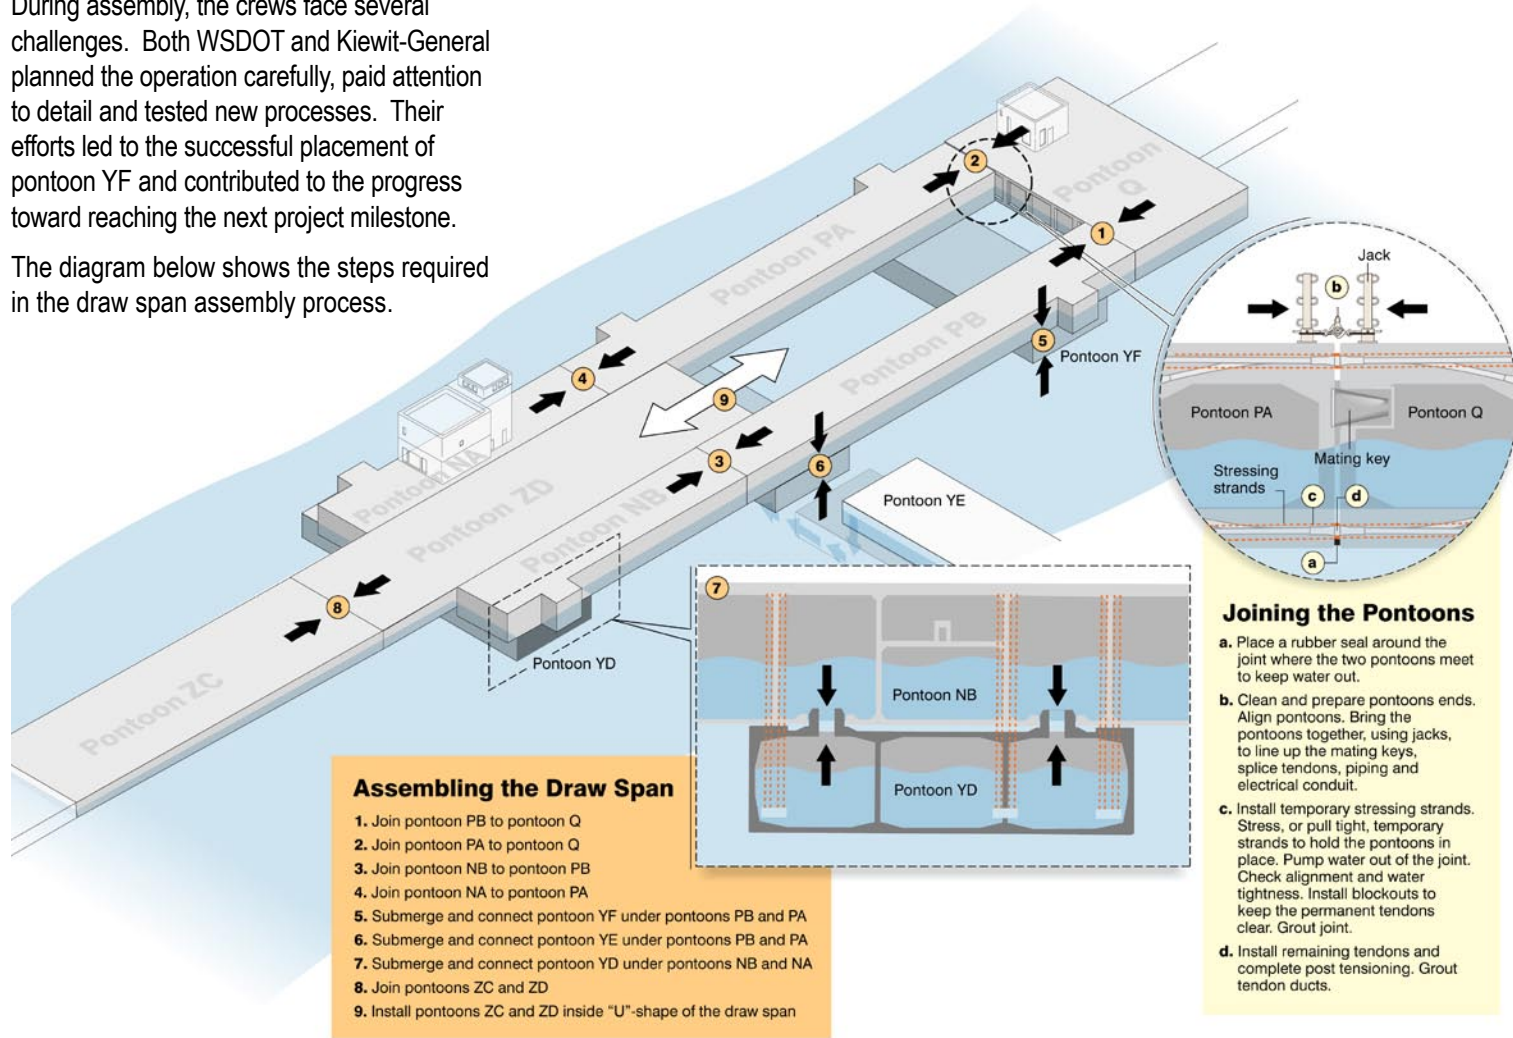 During assembly, the crews face several
challenges. Both WSDOT and Kiewit-General
planned the operation carefully, paid attention
to detail and tested new processes. Their
efforts led to the successful placement of
pontoon YF and contributed to the progress
toward reaching the next project milestone.
The diagram below shows the steps required
in the draw span assembly process.
2
Pontoon
Q
1
Pontoon PA
Pontoon PB
5
Pontoon YF
4
9
3
6
Pontoon NA
Pontoon ZD
Pontoon NB
Pontoon YE
8
Pontoon ZC
Pontoon YD
Jack
b
Pontoon PA
Pontoon Q
Mating key
Stressing
strands
c
d
a
7
Pontoon NB
Pontoon YD
Assembling the Draw Span
1. Join pontoon PB to pontoon Q
2. Join pontoon PA to pontoon Q
3. Join pontoon NB to pontoon PB
4. Join pontoon NA to pontoon PA
5. Submerge and connect pontoon YF under pontoons PB and PA
6. Submerge and connect pontoon YE under pontoons PB and PA
7. Submerge and connect pontoon YD under pontoons NB and NA
8. Join pontoons ZC and ZD
9. Install pontoons ZC and ZD inside “U”-shape of the draw span
Joining the Pontoons
a. Place a rubber seal around the
joint where the two pontoons meet
to keep water out.
b. Clean and prepare pontoons ends.
Align pontoons. Bring the
pontoons together, using jacks,
to line up the mating keys,
splice tendons, piping and
electrical conduit.
c. Install temporary stressing strands.
Stress, or pull tight, temporary
strands to hold the pontoons in
place. Pump water out of the joint.
Check alignment and water
tightness. Install blockouts to
keep the permanent tendons
clear. Grout joint.
d. Install remaining tendons and
complete post tensioning. Grout
tendon ducts.